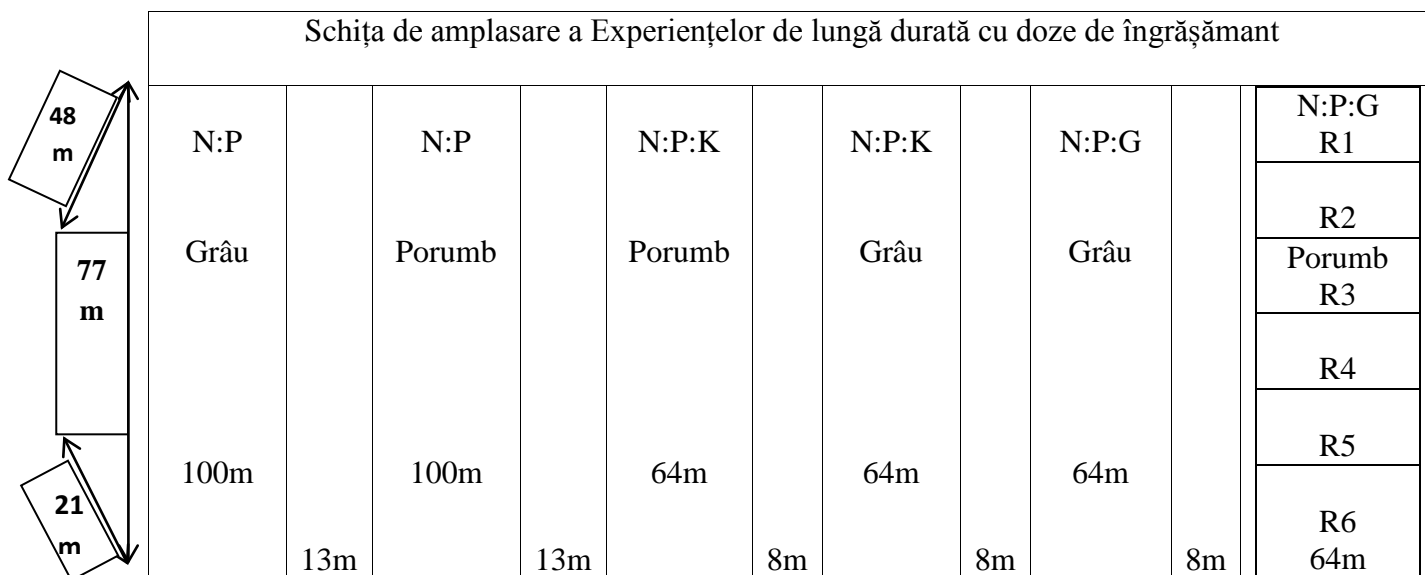 Schița de amplasare a Experiențelor de lungă durată cu doze de îngrășămant
48
m
77
m
21
m
N:P
Grâu
100m
13m
N:P
Porumb
100m
13m
N:P:K
Porumb
64m
8m
N:P:K
Grâu
64m
8m
N:P:G
Grâu
64m
8m
N:P:G
R1
R2
Porumb
R3
R4
R5
R6
64m